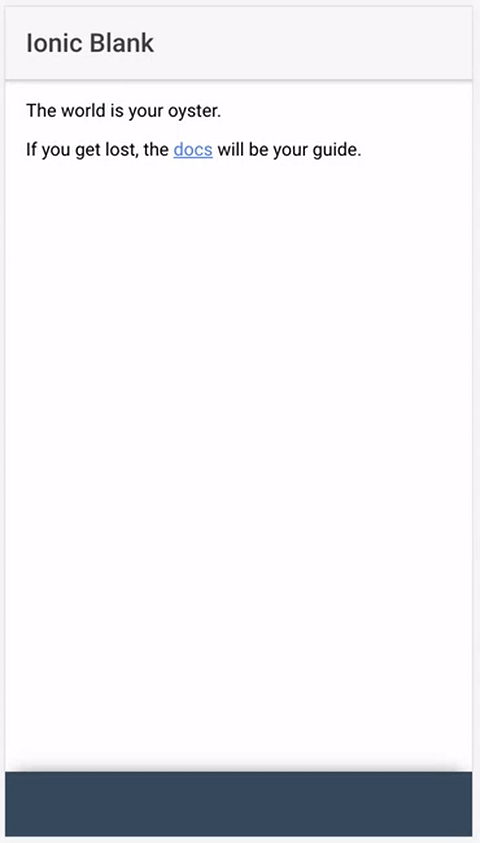 Ionic Blank
The world is your oyster.
If you get lost, the docs will be your guide.